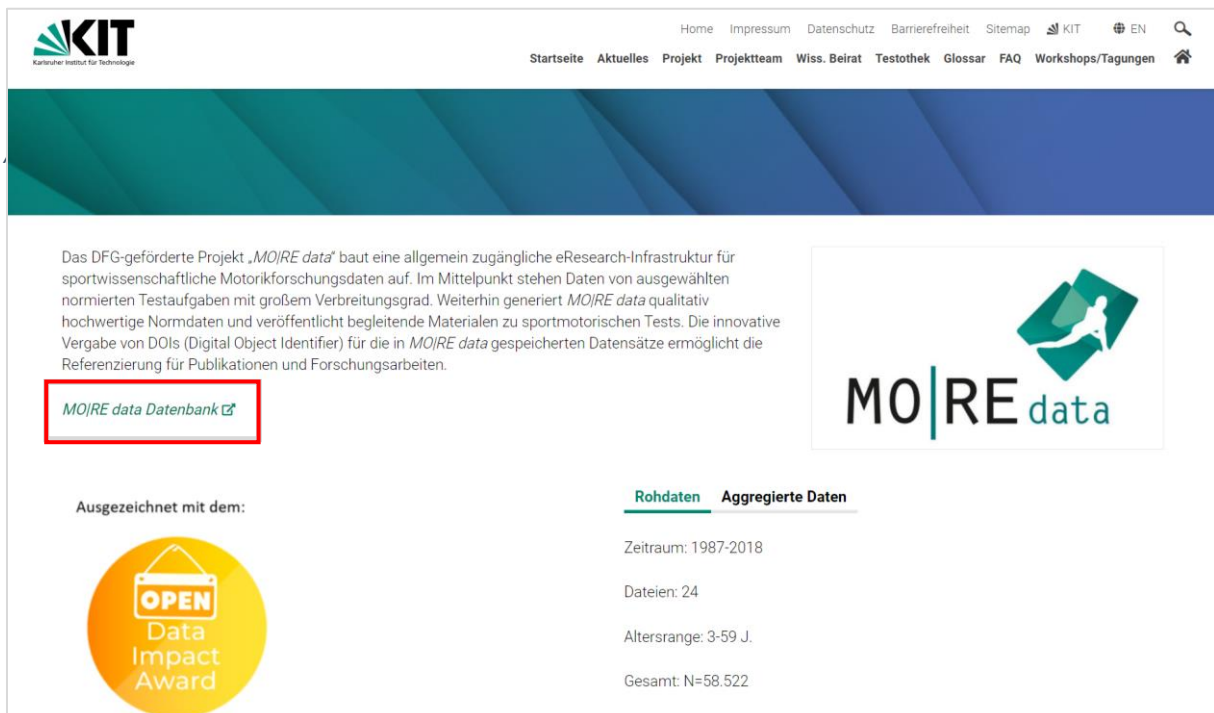 KIT
Karlsruher Institut für Technologie
Home Impressum Datenschutz Barrierefreiheit Sitemap KIT EN
Startseite Aktuelles Projekt Projektteam Wiss. Beirat Testothek Glossar FAQ Workshops/Tagungen
Das DFG-geförderte Projekt „MO|RE data“ baut eine allgemein zugängliche eResearch-Infrastruktur für
sportwissenschaftliche Motorikforschungsdaten auf. Im Mittelpunkt stehen Daten von ausgewählten
normierten Testaufgaben mit großem Verbreitungsgrad. Weiterhin generiert MO|RE data qualitativ
hochwertige Normdaten und veröffentlicht begleitende Materialen zu sportmotorischen Tests. Die innovative
Vergabe von DOIs (Digital Object Identifier) für die in MO|RE data gespeicherten Datensätze ermöglicht die
Referenzierung für Publikationen und Forschungsarbeiten.
MO|RE data Datenbank
MO|RE data
Ausgezeichnet mit dem:
OPEN
Data
Impact
Award
Rohdaten Aggregierte Daten
Zeitraum: 1987-2018
Dateien: 24
Altersrange: 3-59 J.
Gesamt: N=58.522